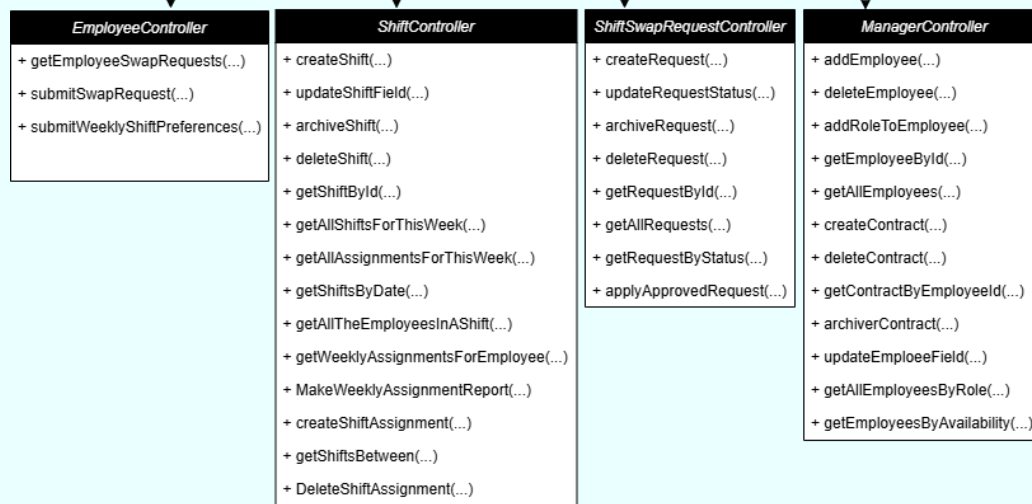 EmployeeController
+ getEmployeeSwapRequests(...)
+ submitSwapRequest(...)
+ submitWeeklyShiftPreferences(...)
ShiftController
+ createShift(...)
+ updateShiftField(...)
+ archiveShift(...)
+ deleteShift(...)
+ getShiftById(...)
+ getAllShiftsForThisWeek(...)
+ getAllAssignmentsForThisWeek(...)
+ getShiftsByDate(...)
+ getAllTheEmployeesInAShift(...)
+ getWeeklyAssignmentsForEmployee(...)
+ MakeWeeklyAssignmentReport(...)
+ createShiftAssignment(...)
+ getShiftsBetween(...)
+ DeleteShiftAssignment(...)
ShiftSwapRequestController
+ createRequest(...)
+ updateRequestStatus(...)
+ archiveRequest(...)
+ deleteRequest(...)
+ getRequestById(...)
+ getAllRequests(...)
+ getRequestByStatus(...)
+ applyApprovedRequest(...)
ManagerController
+ addEmployee(...)
+ deleteEmployee(...)
+ addRoleToEmployee(...)
+ getEmployeeById(...)
+ getAllEmployees(...)
+ createContract(...)
+ deleteContract(...)
+ getContractByEmployeeId(...)
+ archiverContract(...)
+ updateEmploeeField(...)
+ getAllEmployeesByRole(...)
+ getEmployeesByAvailability(...)